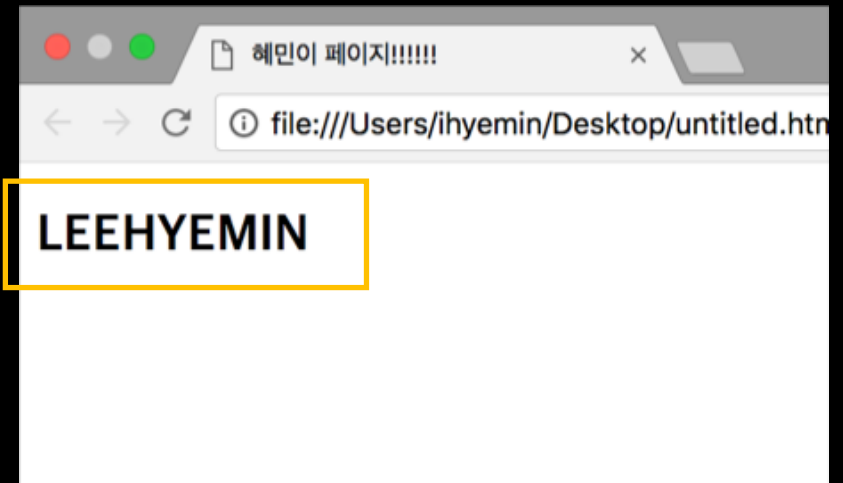 혜민이 페이지!!!!!!
file:///Users/ihyemin/Desktop/untitled.htm
LEEHYEMIN